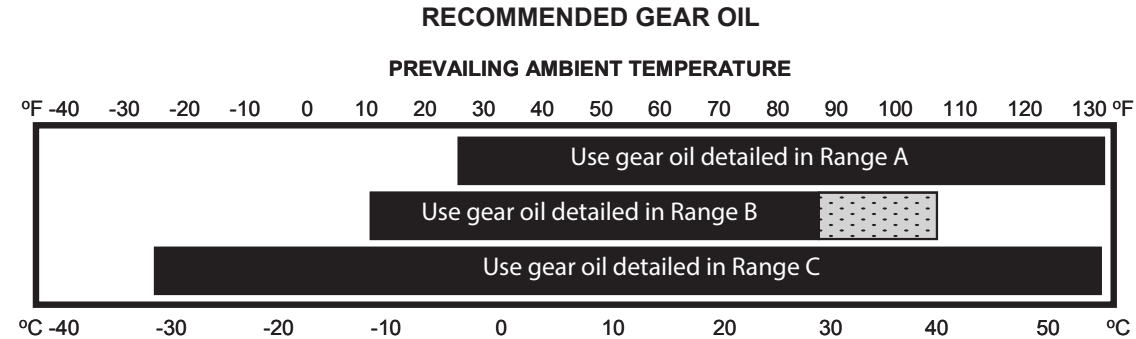 RECOMMENDED GEAR OIL
PREVAILING AMBIENT TEMPERATURE
ºF -40 -30 -20 -10 0 10 20 30 40 50 60 70 80 90 100 110 120 130 ºF
Use gear oil detailed in Range A
Use gear oil detailed in Range B
Use gear oil detailed in Range C
ºC -40 -30 -20 -10 0 10 20 30 40 50 ºC